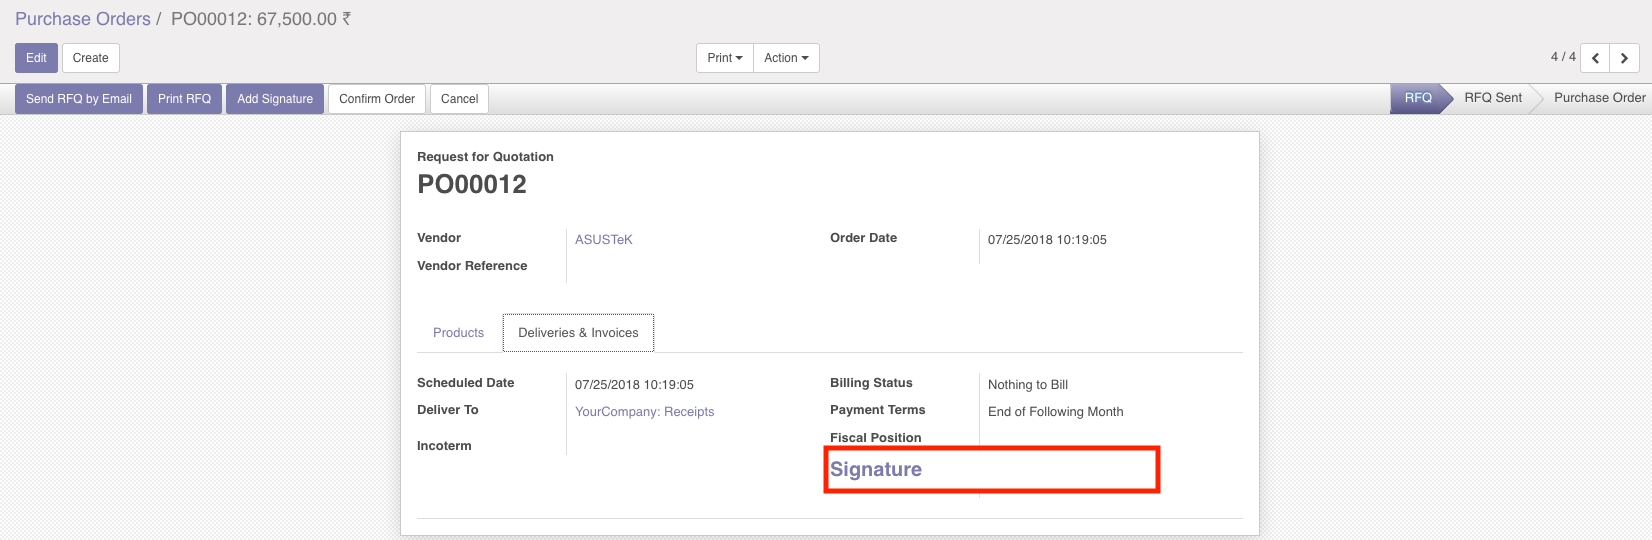 Purchase Orders / PO00012: 67,500.00 ₹
Edit Create Print Action 4 / 4
Send RFQ by Email Print RFQ Add Signature Confirm Order Cancel RFQ RFQ Sent Purchase Order
Request for Quotation
PO00012
Vendor ASUSTeK Order Date 07/25/2018 10:19:05
Vendor Reference
Products Deliveries & Invoices
Scheduled Date 07/25/2018 10:19:05 Billing Status Nothing to Bill
Deliver To YourCompany: Receipts Payment Terms End of Following Month
Incoterm Fiscal Position
Signature